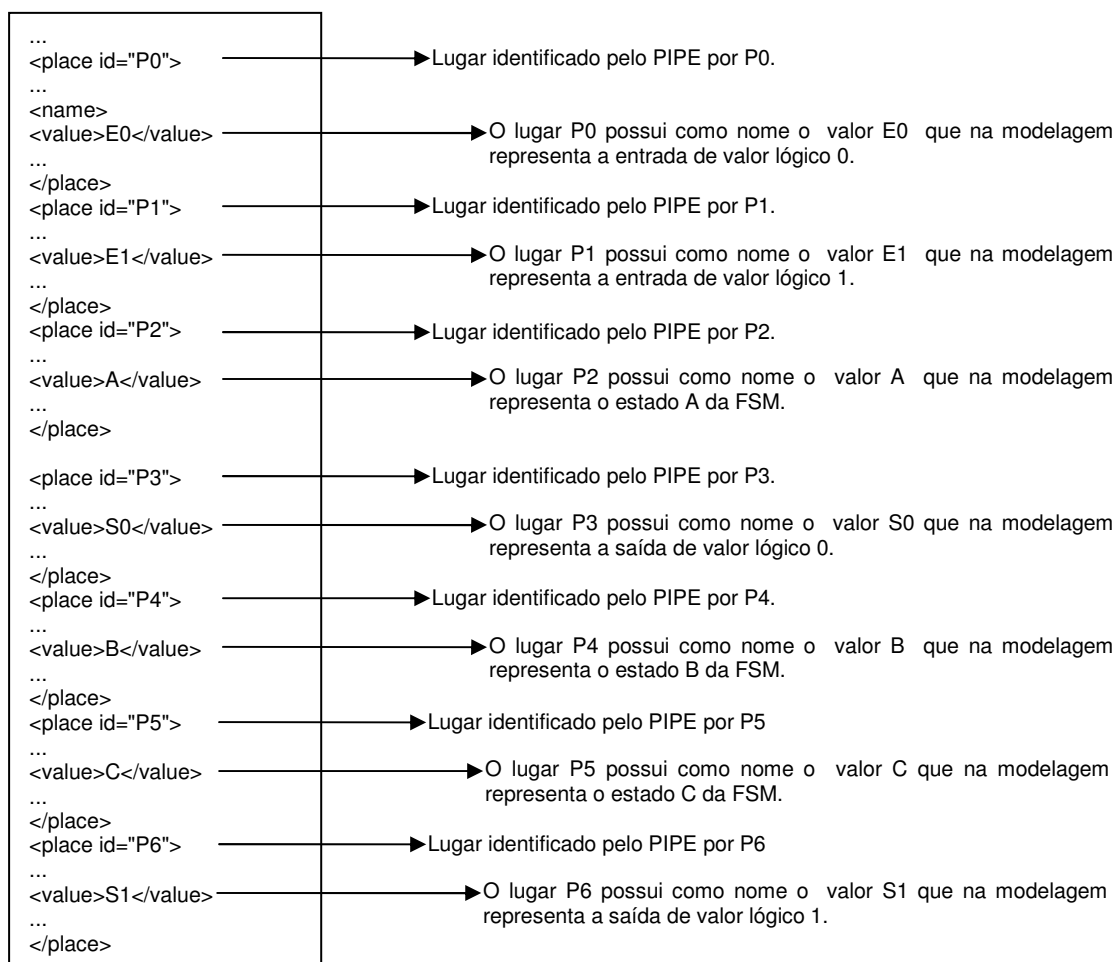 ...
<place id="P0"> Lugar identificado pelo PIPE por P0.
...
<name>
<value>E0</value> O lugar P0 possui como nome o valor E0 que na modelagem
representa a entrada de valor lógico 0.
...
</place>
<place id="P1"> Lugar identificado pelo PIPE por P1.
...
<value>E1</value> O lugar P1 possui como nome o valor E1 que na modelagem
representa a entrada de valor lógico 1.
...
</place>
<place id="P2"> Lugar identificado pelo PIPE por P2.
...
<value>A</value> O lugar P2 possui como nome o valor A que na modelagem
representa o estado A da FSM.
...
</place>
<place id="P3"> Lugar identificado pelo PIPE por P3.
...
<value>S0</value> O lugar P3 possui como nome o valor S0 que na modelagem
representa a saída de valor lógico 0.
...
</place>
<place id="P4"> Lugar identificado pelo PIPE por P4.
...
<value>B</value> O lugar P4 possui como nome o valor B que na modelagem
representa o estado B da FSM.
...
</place>
<place id="P5"> Lugar identificado pelo PIPE por P5
...
<value>C</value> O lugar P5 possui como nome o valor C que na modelagem
representa o estado C da FSM.
...
</place>
<place id="P6"> Lugar identificado pelo PIPE por P6
...
<value>S1</value> O lugar P6 possui como nome o valor S1 que na modelagem
representa a saída de valor lógico 1.
...
</place>